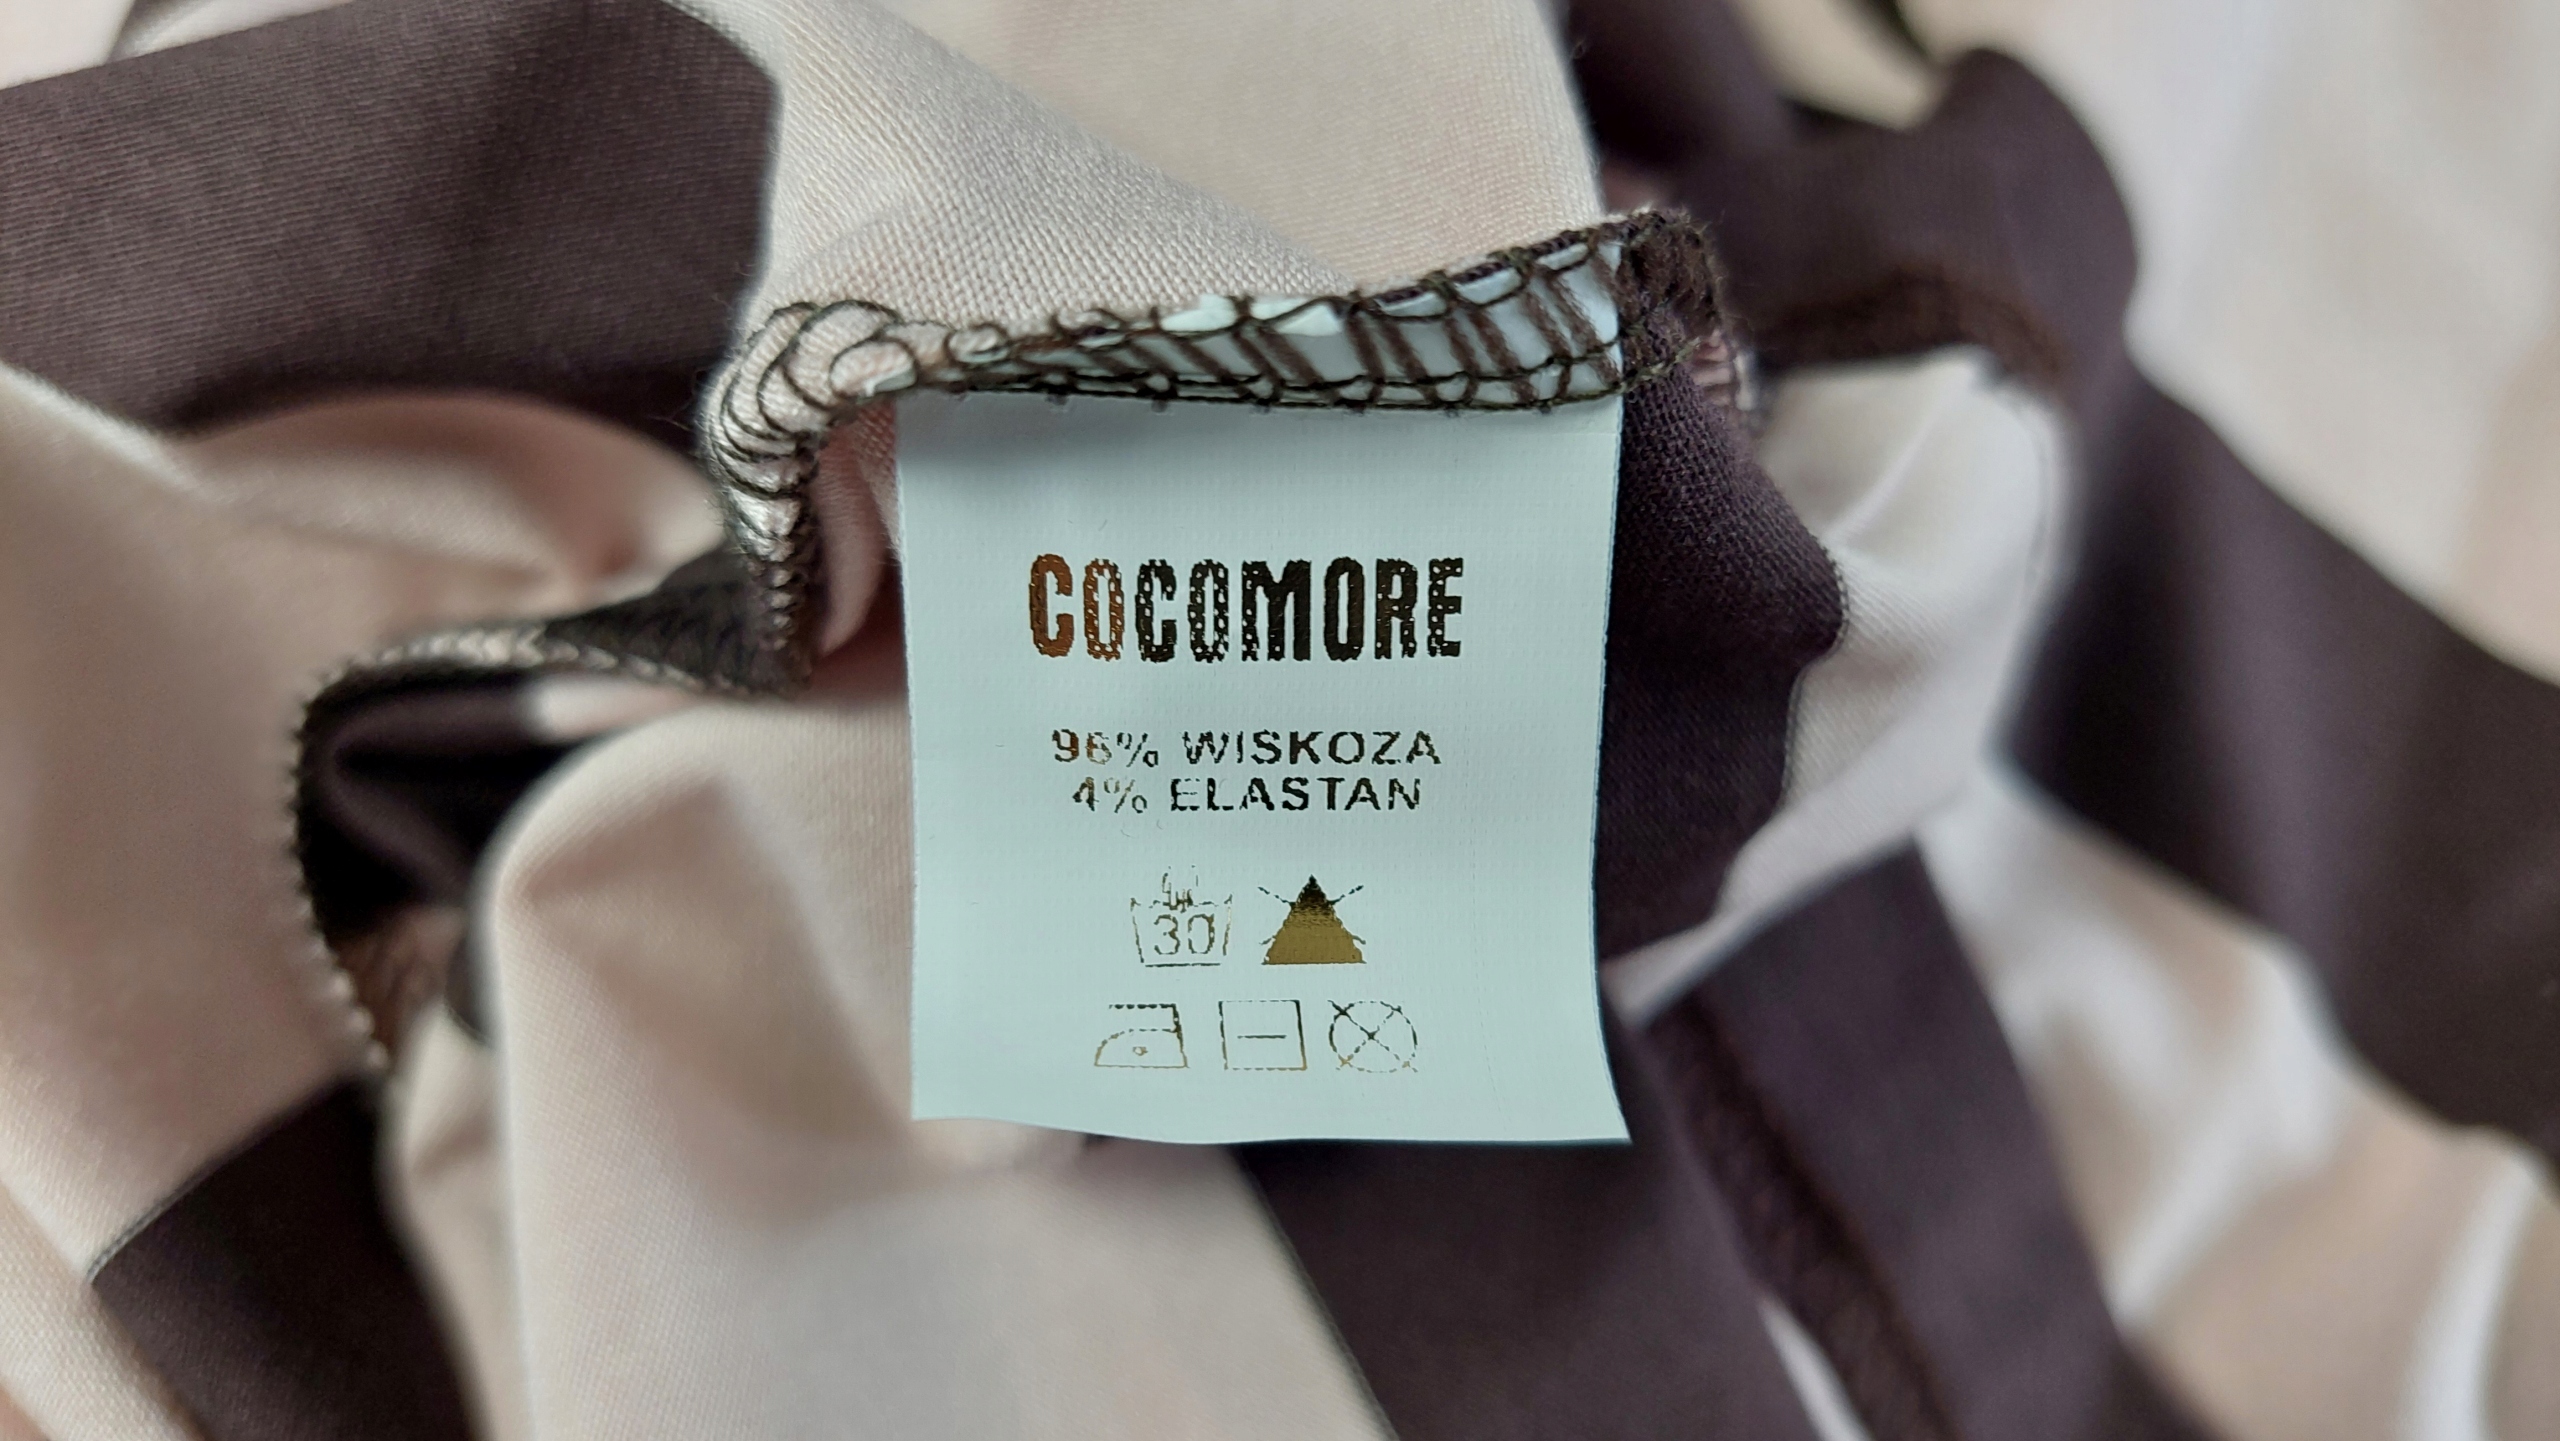 COCOMORE
96% WISKOZA
4% ELASTAN
30